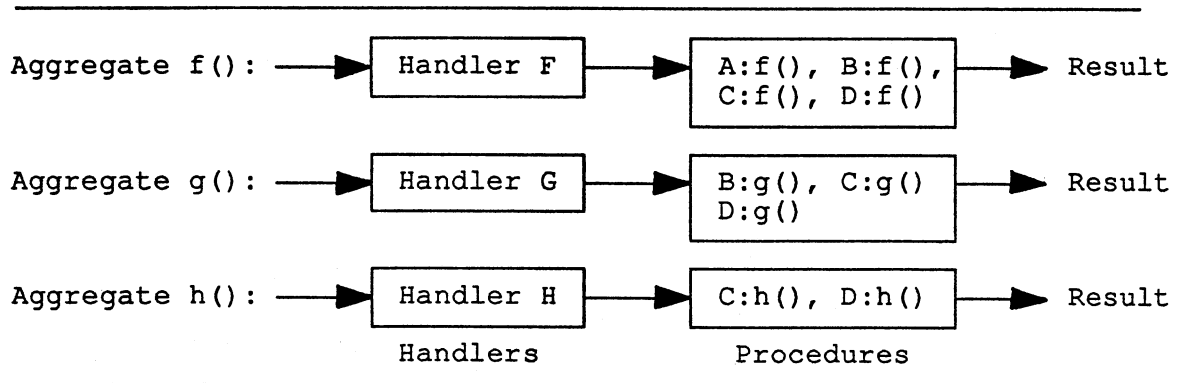 Aggregate f(): Handler F A:f(), B:f(), Result
C:f(), D:f()
Aggregate g(): Handler G B:g(), C:g() Result
D:g()
Aggregate h(): Handler H C:h(), D:h() Result
Handlers Procedures